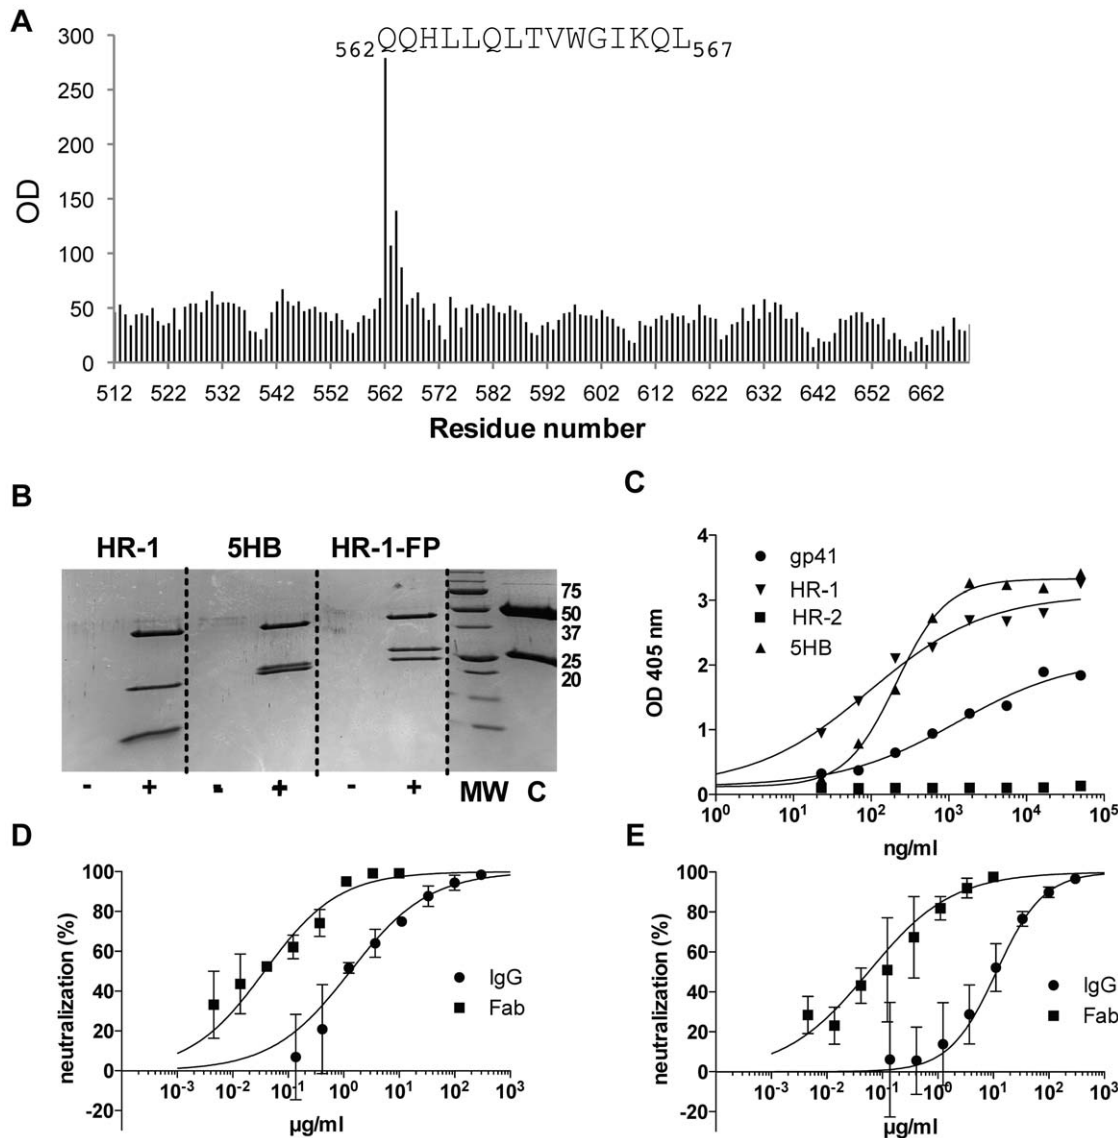 A
562QQHLLQLTVWGIKQL567
300
250
200
150
100
50
0
OD
512 522 532 542 552 562 572 582 592 602 612 622 632 642 652 662
Residue number
B
HR-1 5HB HR-1-FP
75
50
37
25
20
- + - + - + MW C
C
4
3
2
1
0
OD 405 nm
gp41
HR-1
HR-2
5HB
10^0 10^1 10^2 10^3 10^4 10^5
ng/ml
D
100
80
60
40
20
0
-20
neutralization (%)
IgG
Fab
10^-3 10^-2 10^-1 10^0 10^1 10^2 10^3
µg/ml
E
100
80
60
40
20
0
-20
neutralization (%)
IgG
Fab
10^-3 10^-2 10^-1 10^0 10^1 10^2 10^3
µg/ml